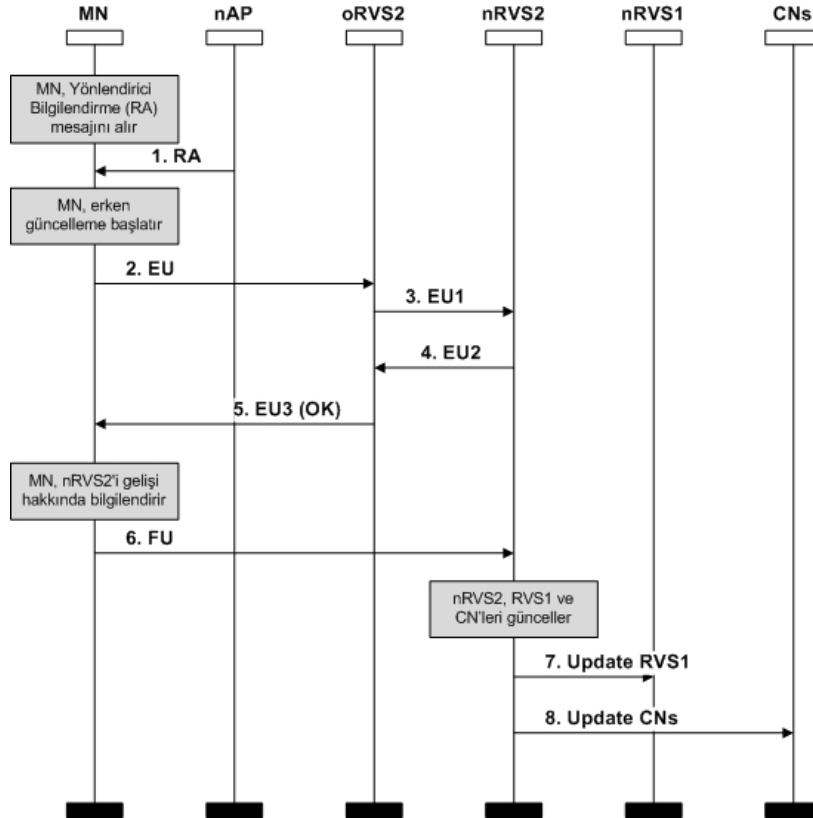 MN nAP oRVS2 nRVS2 nRVS1 CNs
MN, Yönlendirici
Bilgilendirme (RA)
mesajını alır
1. RA
MN, erken
güncelleme başlatır
2. EU
3. EU1
4. EU2
5. EU3 (OK)
MN, nRVS2'i gelişi
hakkında bilgilendirir
6. FU
nRVS2, RVS1 ve
CN'leri günceller
7. Update RVS1
8. Update CNs